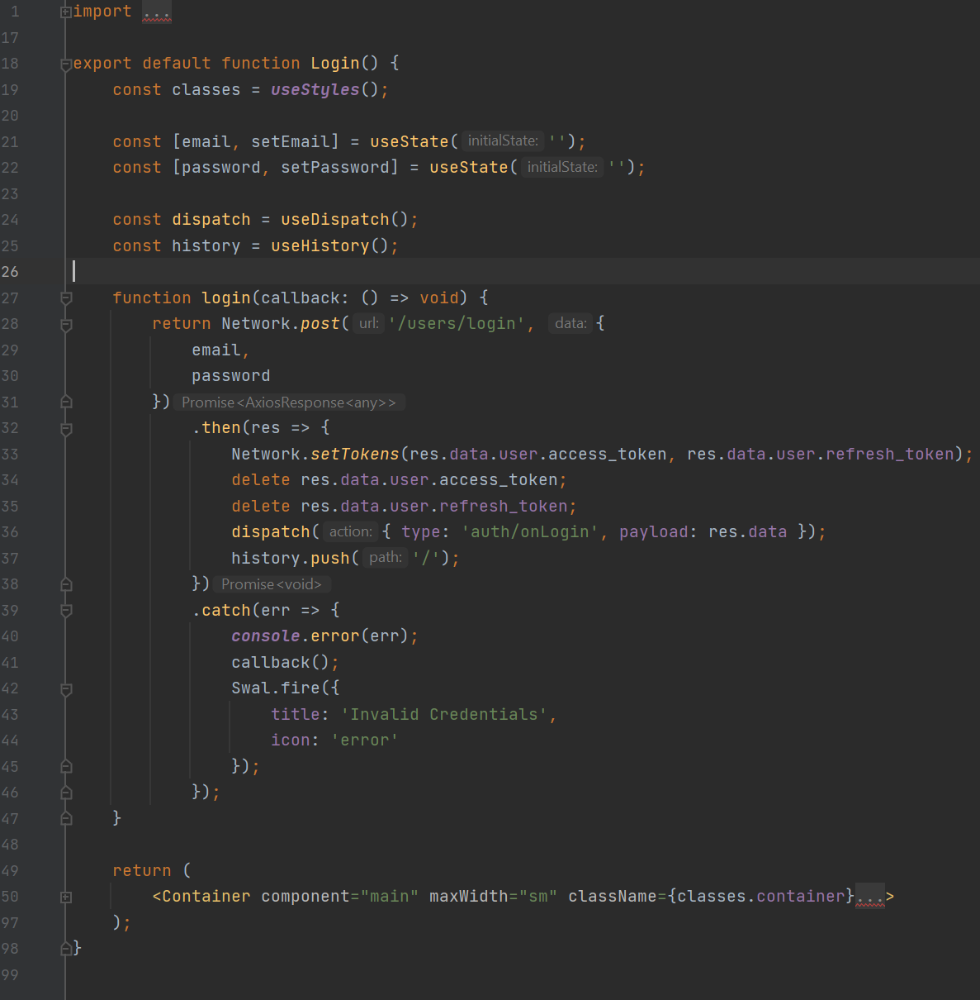 1 import ...
17
18 export default function Login() {
19 const classes = useStyles();
20
21 const [email, setEmail] = useState( initialState: '');
22 const [password, setPassword] = useState( initialState: '');
23
24 const dispatch = useDispatch();
25 const history = useHistory();
26
27 function login(callback: () => void) {
28 return Network.post( url: '/users/login', data: {
29 email,
30 password
31 }) Promise<AxiosResponse<any>>
32 .then(res => {
33 Network.setTokens(res.data.user.access_token, res.data.user.refresh_token);
34 delete res.data.user.access_token;
35 delete res.data.user.refresh_token;
36 dispatch( action: { type: 'auth/onLogin', payload: res.data });
37 history.push( path: '/');
38 }) Promise<void>
39 .catch(err => {
40 console.error(err);
41 callback();
42 Swal.fire({
43 title: 'Invalid Credentials',
44 icon: 'error'
45 });
46 });
47 }
48
49 return (
50 <Container component="main" maxWidth="sm" className={classes.container}...>
97 );
98 }
99